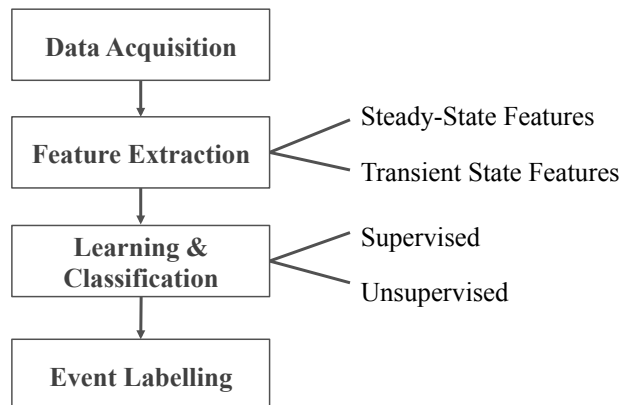 Data Acquisition
Feature Extraction
Steady-State Features
Transient State Features
Learning &
Classification
Supervised
Unsupervised
Event Labelling